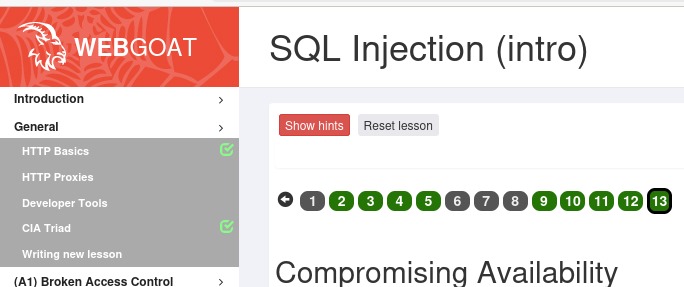 WEBGOAT
SQL Injection (intro)
Introduction
General
HTTP Basics
HTTP Proxies
Developer Tools
CIA Triad
Writing new lesson
(A1) Broken Access Control
Show hints Reset lesson
1 2 3 4 5 6 7 8 9 10 11 12 13
Compromising Availability